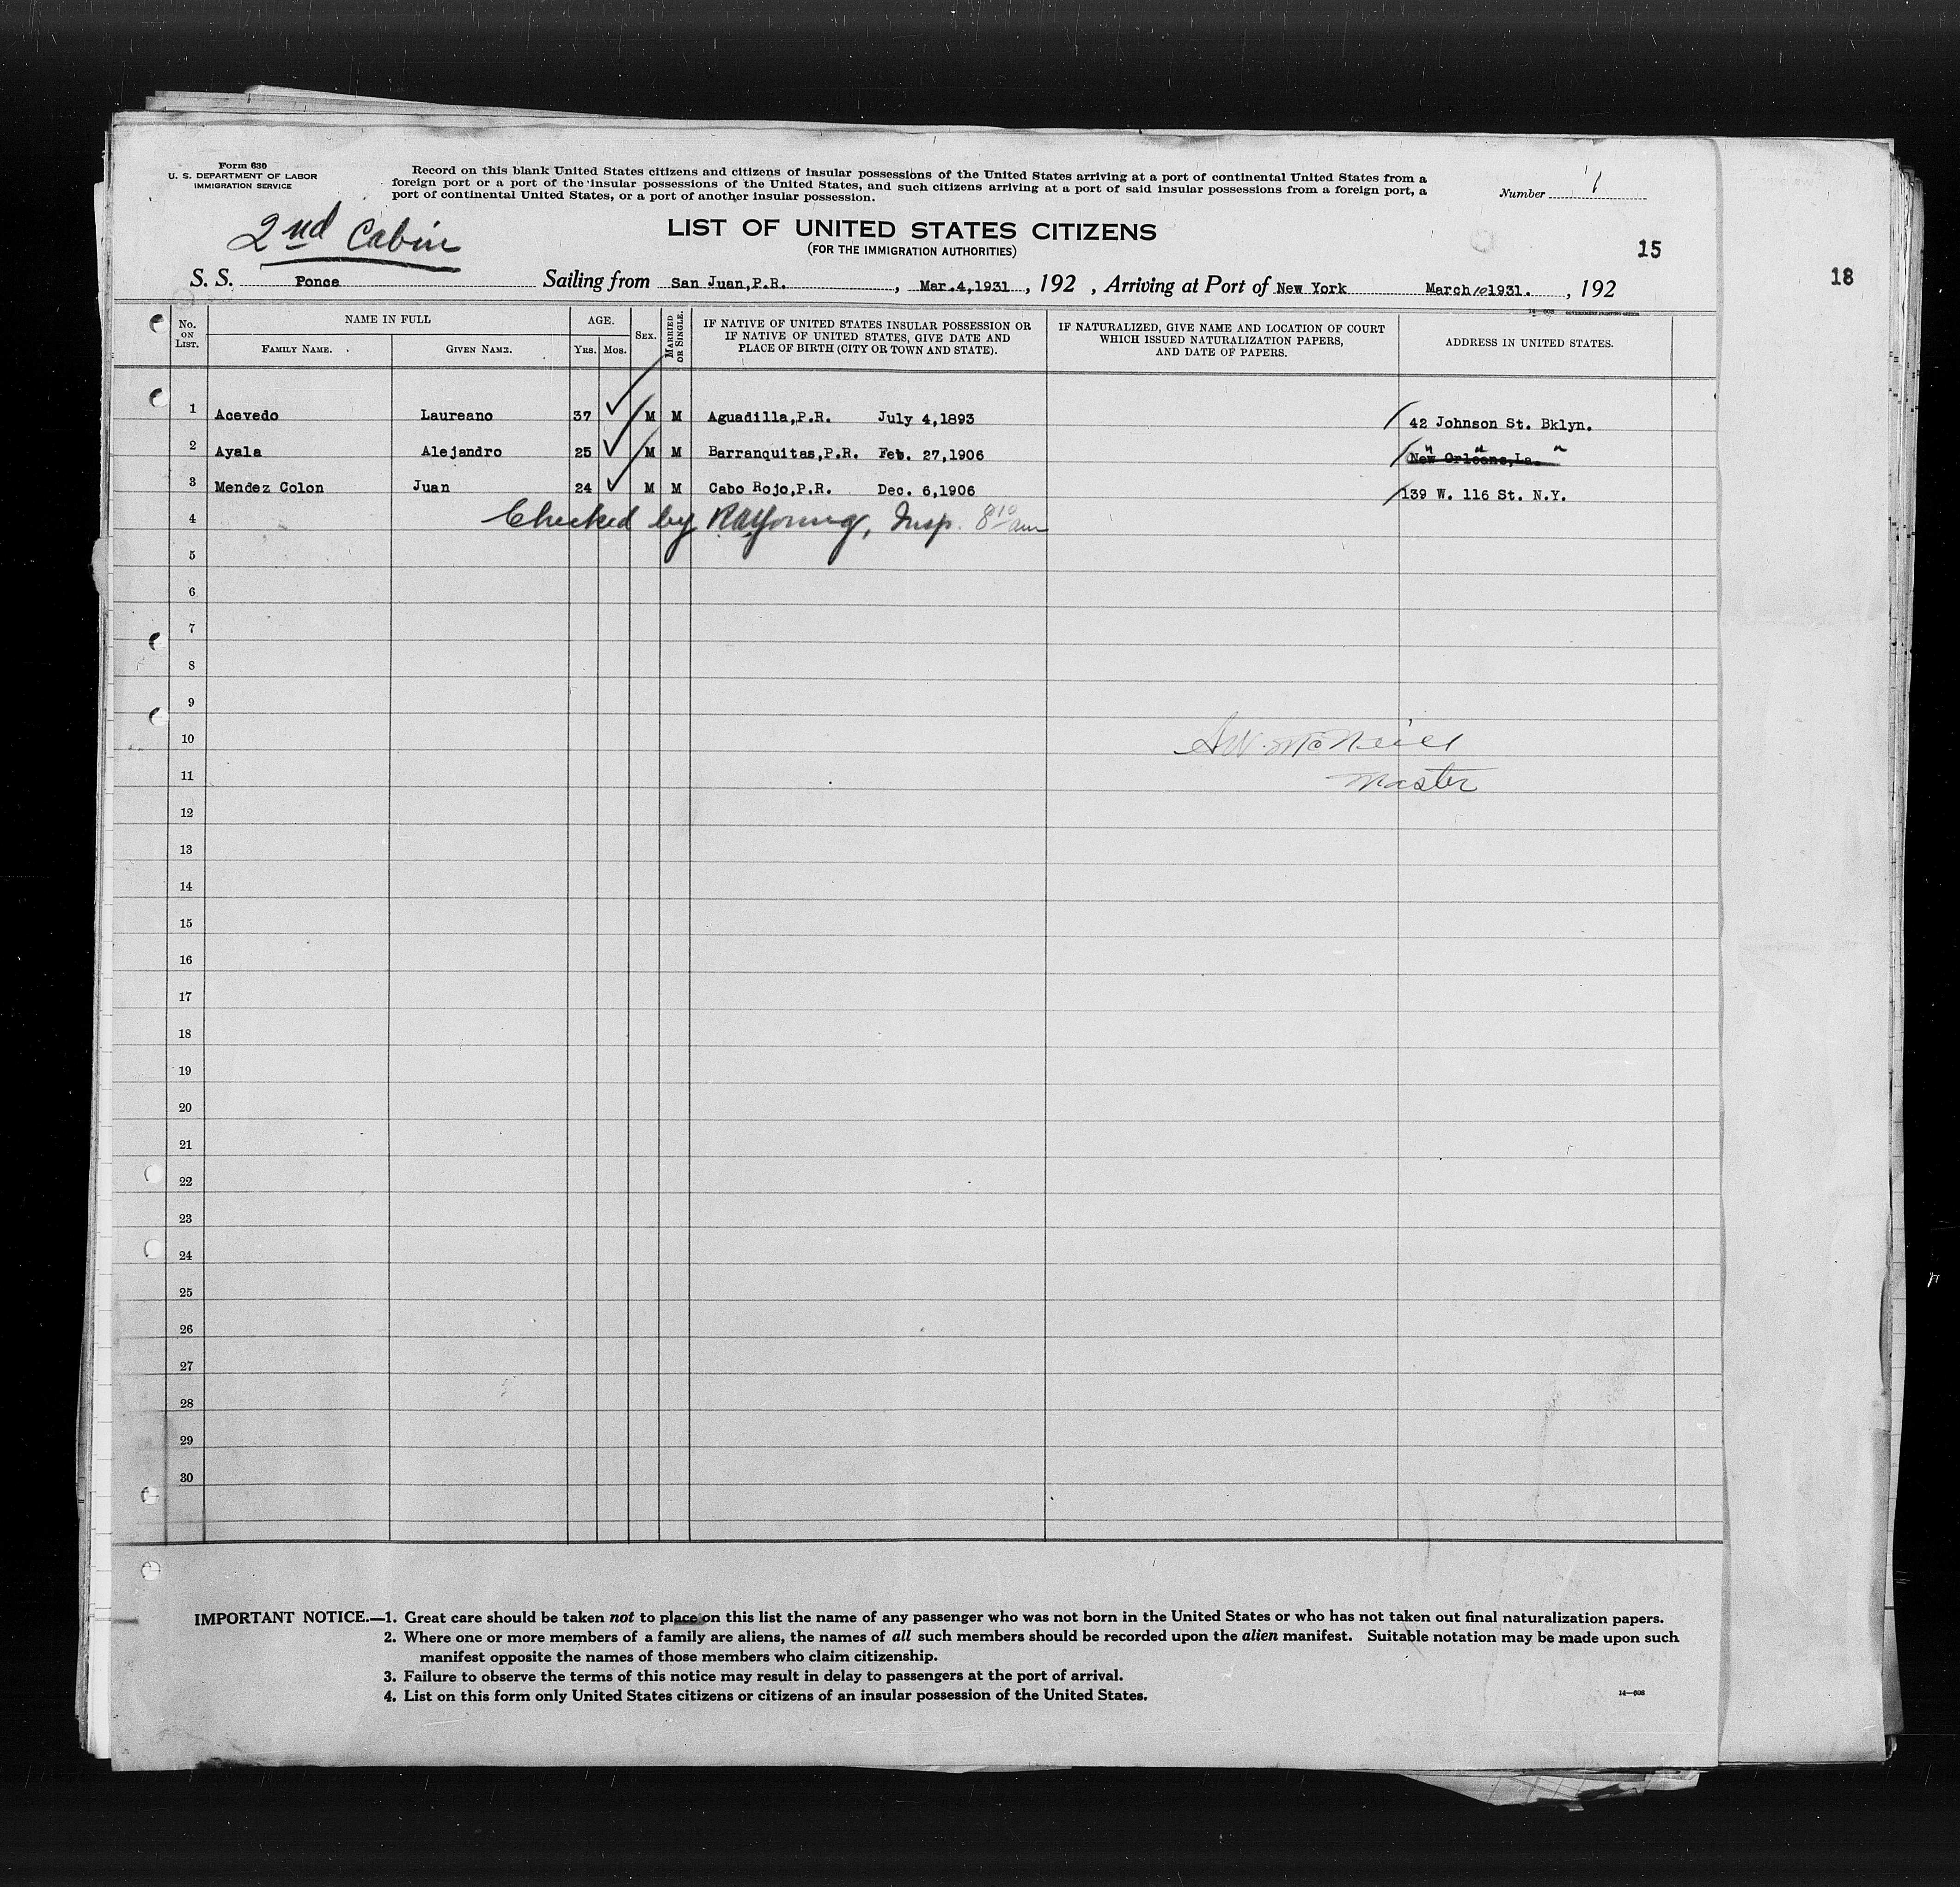 Form 630
U. S. DEPARTMENT OF LABOR
IMMIGRATION SERVICE
Record on this blank United States citizens and citizens of insular possessions of the United States arriving at a port of continental United States from a
foreign port or a port of the insular possessions of the United States, and such citizens arriving at a port of said insular possessions from a foreign port, a
port of continental United States, or a port of another insular possession.
Number 1
2nd Cabin
LIST OF UNITED STATES CITIZENS
(FOR THE IMMIGRATION AUTHORITIES)
15
18
S. S. Ponce Sailing from San Juan,P.R. , Mar.4,1931 , 192 , Arriving at Port of New York March 10 1931. , 192
14—608 GOVERNMENT PRINTING OFFICE
No. ON LIST. NAME IN FULL AGE. SEX. MARRIED OR SINGLE. IF NATIVE OF UNITED STATES INSULAR POSSESSION OR IF NATIVE OF UNITED STATES, GIVE DATE AND PLACE OF BIRTH (CITY OR TOWN AND STATE). IF NATURALIZED, GIVE NAME AND LOCATION OF COURT WHICH ISSUED NATURALIZATION PAPERS, AND DATE OF PAPERS. ADDRESS IN UNITED STATES.
FAMILY NAME. GIVEN NAME. YRS. MOS.
1 Acevedo Laureano 37 ✓ M M Aguadilla,P.R. July 4,1893 / 42 Johnson St. Bklyn.
2 Ayala Alejandro 25 ✓ M M Barranquitas,P.R. Feb. 27,1906 / New Orleans,La. " " "
3 Mendez Colon Juan 24 ✓ M M Cabo Rojo,P.R. Dec. 6,1906 / 139 W. 116 St. N.Y.
4 Checked by RAYoung, Insp. 8 10 am
5
6
7
8
9
10 McNeill
11 Master
12
13
14
15
16
17
18
19
20
21
22
23
24
25
26
27
28
29
30
IMPORTANT NOTICE.—1. Great care should be taken not to place on this list the name of any passenger who was not born in the United States or who has not taken out final naturalization papers.
2. Where one or more members of a family are aliens, the names of all such members should be recorded upon the alien manifest. Suitable notation may be made upon such
manifest opposite the names of those members who claim citizenship.
3. Failure to observe the terms of this notice may result in delay to passengers at the port of arrival.
4. List on this form only United States citizens or citizens of an insular possession of the United States.
14—608